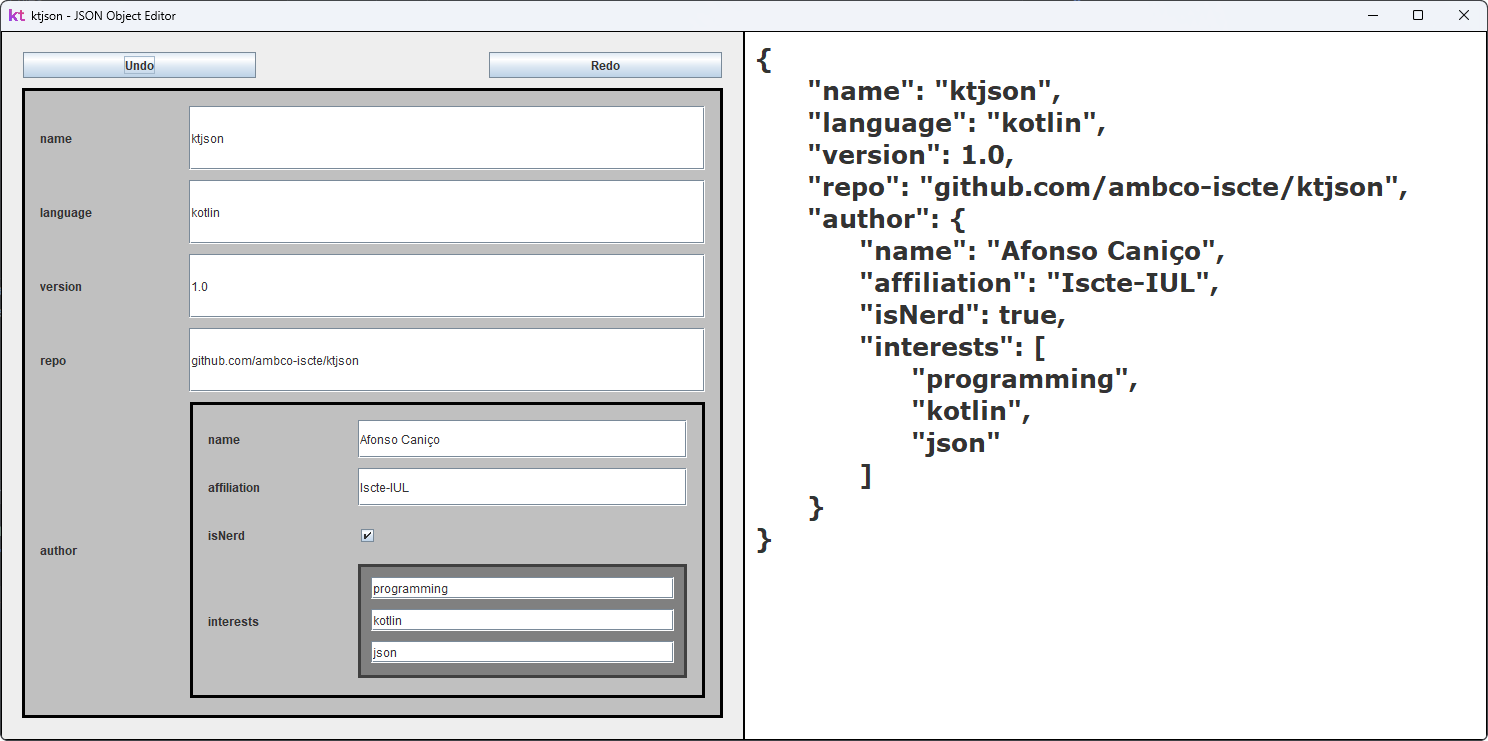 kt ktjson - JSON Object Editor
Undo Redo
name ktjson
language kotlin
version 1.0
repo github.com/ambco-iscte/ktjson
author
name Afonso Caniço
affiliation Iscte-IUL
isNerd
interests
programming
kotlin
json
{
"name": "ktjson",
"language": "kotlin",
"version": 1.0,
"repo": "github.com/ambco-iscte/ktjson",
"author": {
"name": "Afonso Caniço",
"affiliation": "Iscte-IUL",
"isNerd": true,
"interests": [
"programming",
"kotlin",
"json"
]
}
}